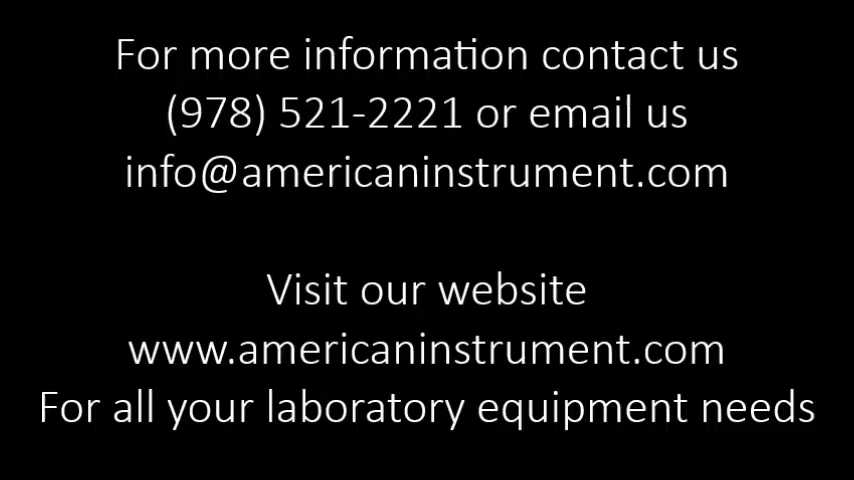 For more information contact us
(978) 521-2221 or email us
info@americaninstrument.com
Visit our website
www.americaninstrument.com
For all your laboratory equipment needs